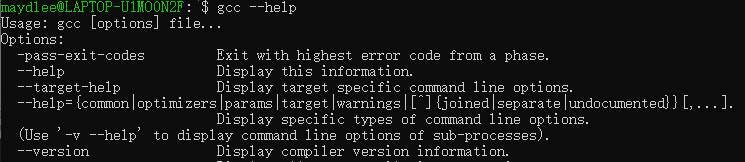 maydlee@LAPTOP-U1MO0N2F: $ gcc --help
Usage: gcc [options] file...
Options:
  -pass-exit-codes         Exit with highest error code from a phase.
  --help                   Display this information.
  --target-help            Display target specific command line options.
  --help={common|optimizers|params|target|warnings|[^]{joined|separate|undocumented}}[,...].
                           Display specific types of command line options.
  (Use '-v --help' to display command line options of sub-processes).
  --version                Display compiler version information.